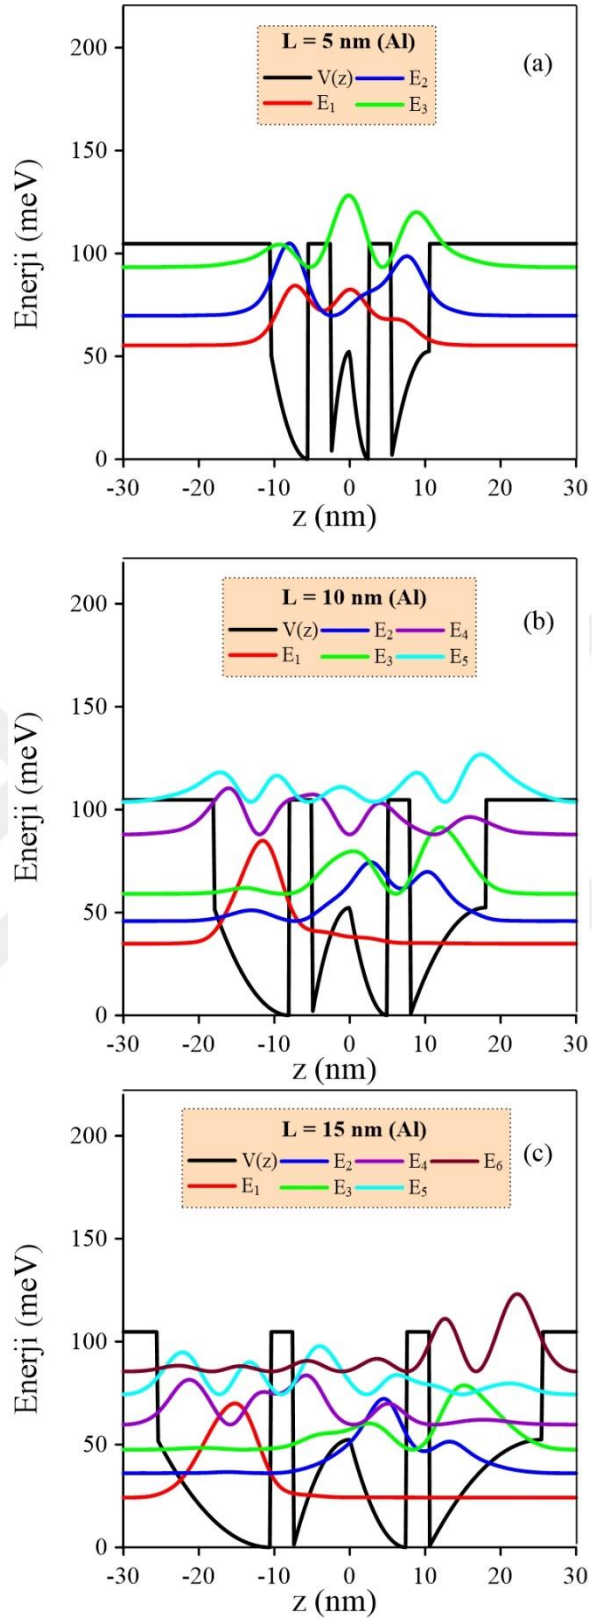 L = 5 nm (Al)
V(z) E₂
E₁ E₃
(a)
200
150
100
50
0
Enerji (meV)
-30 -20 -10 0 10 20 30
z (nm)
L = 10 nm (Al)
V(z) E₂ E₄
E₁ E₃ E₅
(b)
200
150
100
50
0
Enerji (meV)
-30 -20 -10 0 10 20 30
z (nm)
L = 15 nm (Al)
V(z) E₂ E₄ E₆
E₁ E₃ E₅
(c)
200
150
100
50
0
Enerji (meV)
-30 -20 -10 0 10 20 30
z (nm)